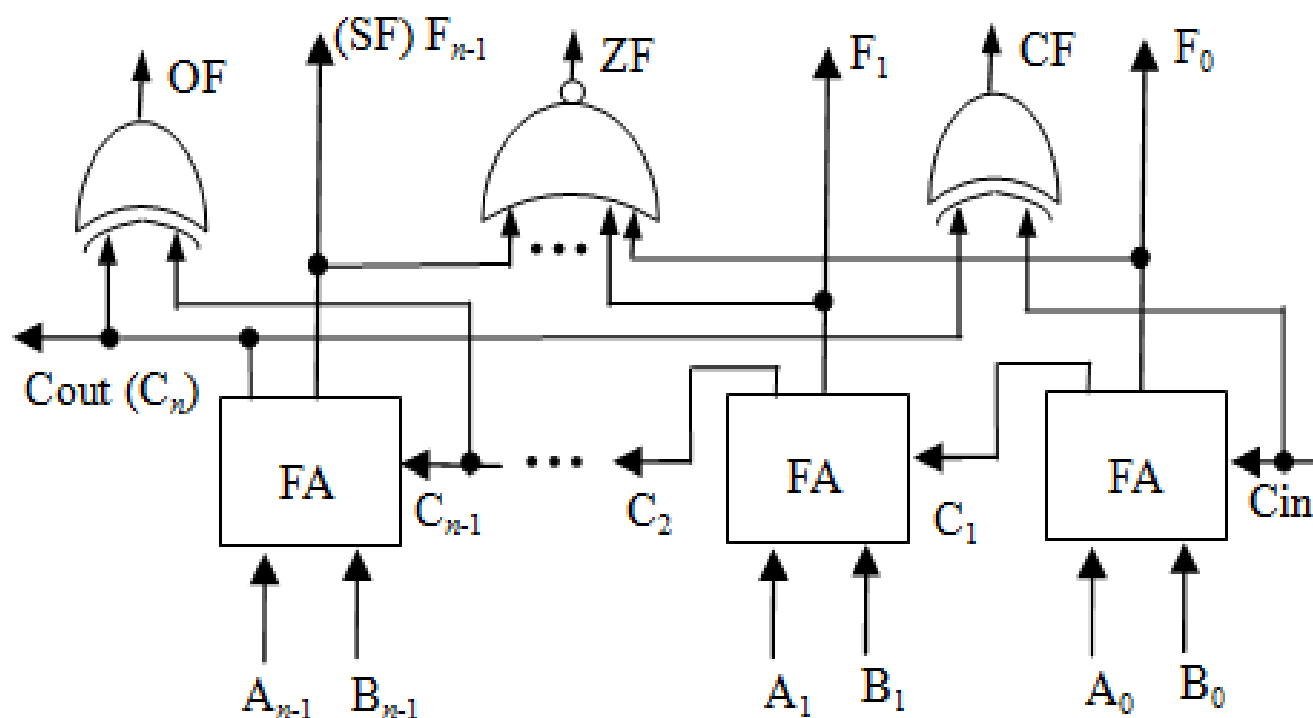 OF
(SF) Fₙ₋₁
ZF
F₁
CF
F₀
Cout (Cₙ)
FA
Cₙ₋₁
C₂
FA
C₁
FA
Cin
Aₙ₋₁
Bₙ₋₁
A₁
B₁
A₀
B₀